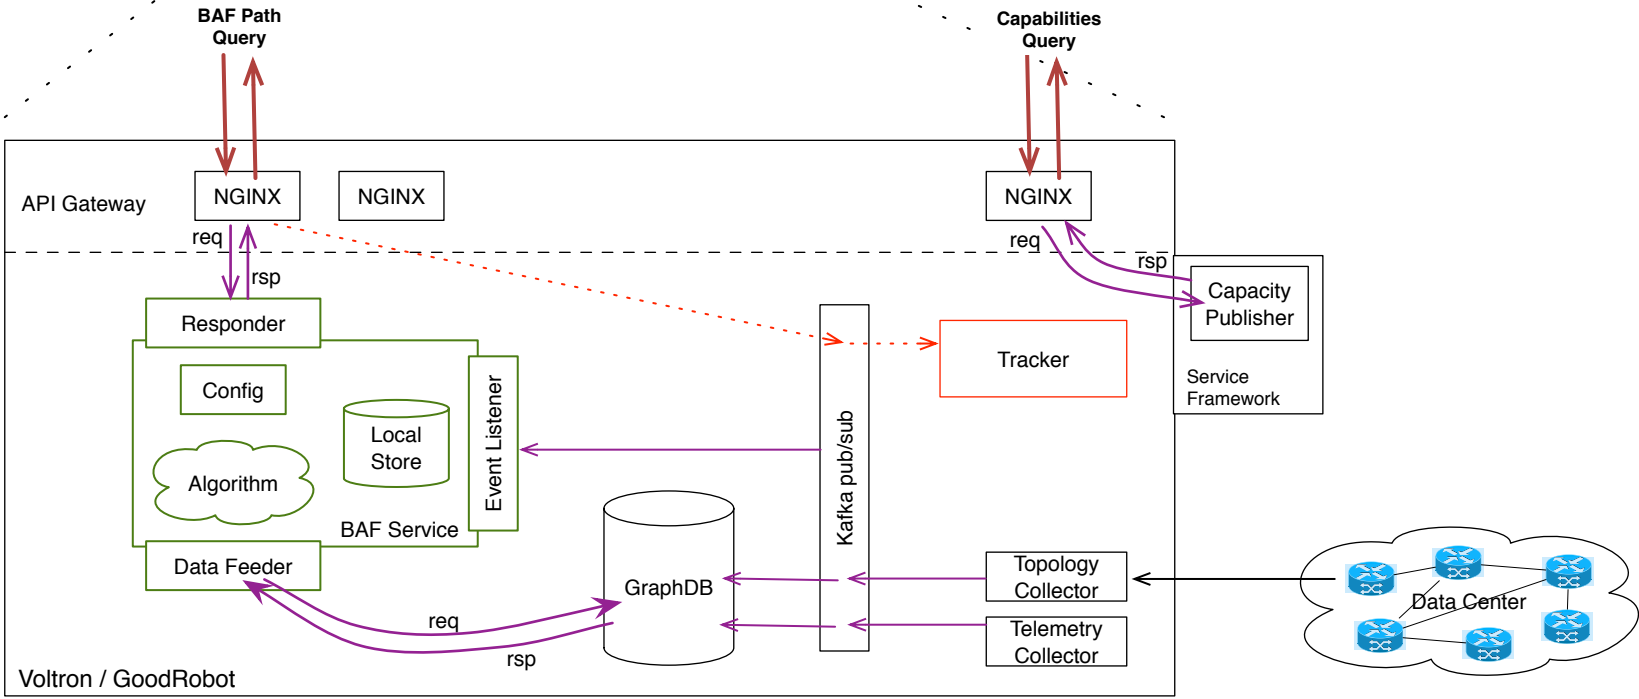 BAF Path
Query
Capabilities
Query
API Gateway
NGINX
NGINX
NGINX
req
rsp
req
rsp
Capacity
Publisher
Service
Framework
Responder
Config
Local
Store
Algorithm
Event Listener
BAF Service
Data Feeder
Kafka pub/sub
Tracker
GraphDB
req
rsp
Topology
Collector
Telemetry
Collector
Data Center
Voltron / GoodRobot